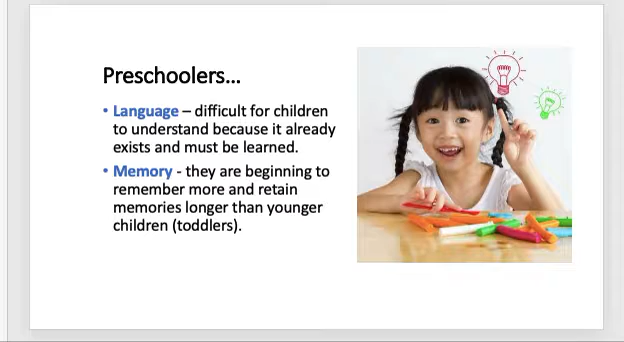 Preschoolers...
• Language – difficult for children
to understand because it already
exists and must be learned.
• Memory - they are beginning to
remember more and retain
memories longer than younger
children (toddlers).